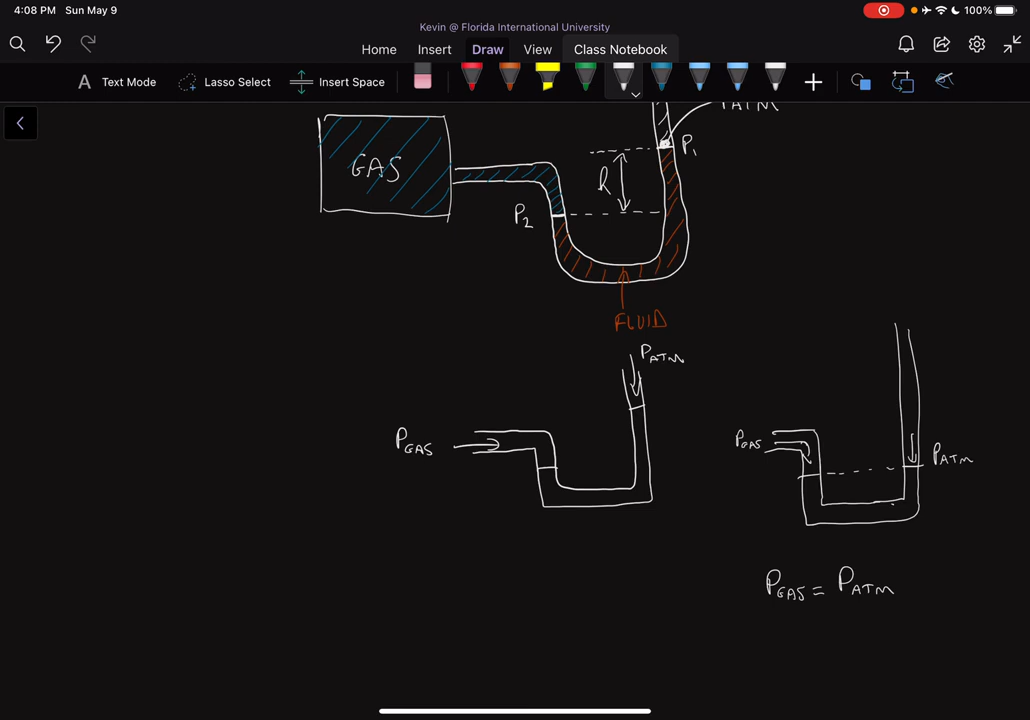 4:08 PM Sun May 9
100%
Kevin @ Florida International University
Home Insert Draw View Class Notebook
Text Mode Lasso Select Insert Space
PATM
GAS
P1
R
P2
FLUID
PATM
PGAS
PGAS
PATM
PGAS = PATM